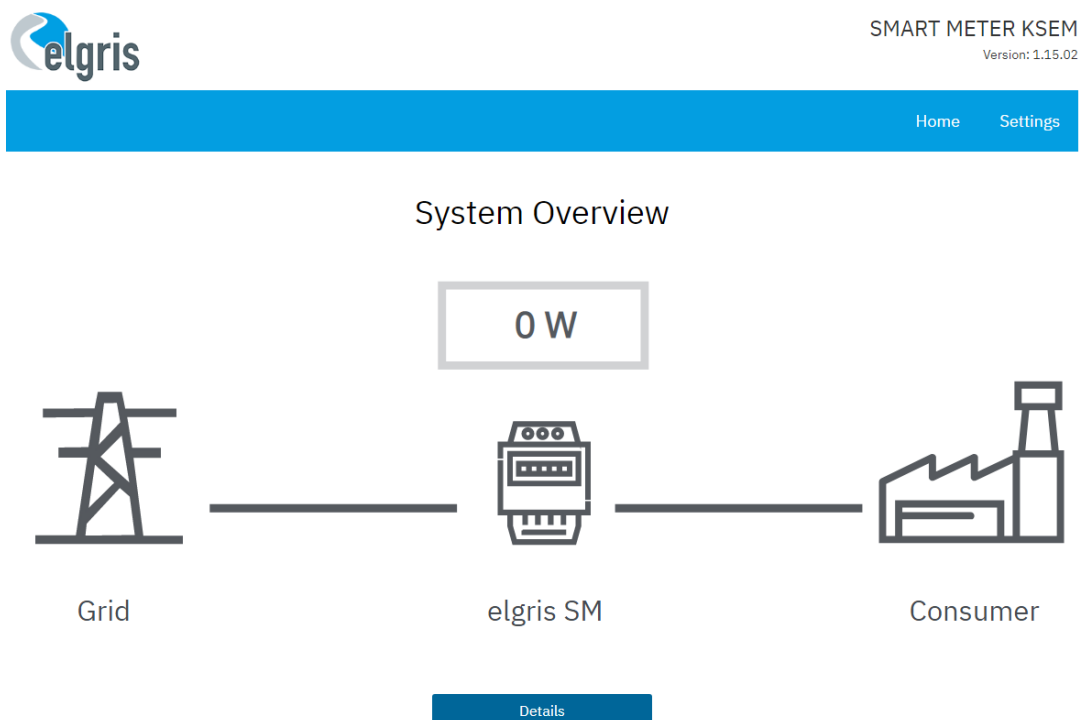 elgris
SMART METER KSEM
Version: 1.15.02
Home Settings
System Overview
0 W
Grid elgris SM Consumer
Details